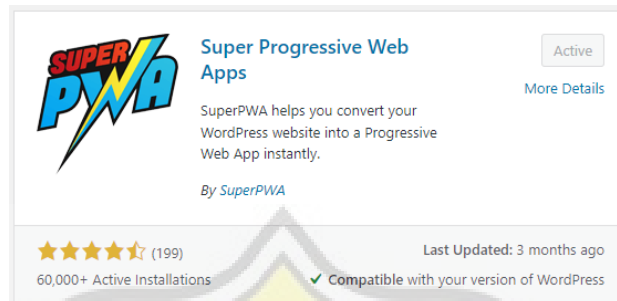 SUPER
PWA
Super Progressive Web
Apps
Active
More Details
SuperPWA helps you convert your
WordPress website into a Progressive
Web App instantly.
By SuperPWA
(199)
Last Updated: 3 months ago
60,000+ Active Installations
Compatible with your version of WordPress